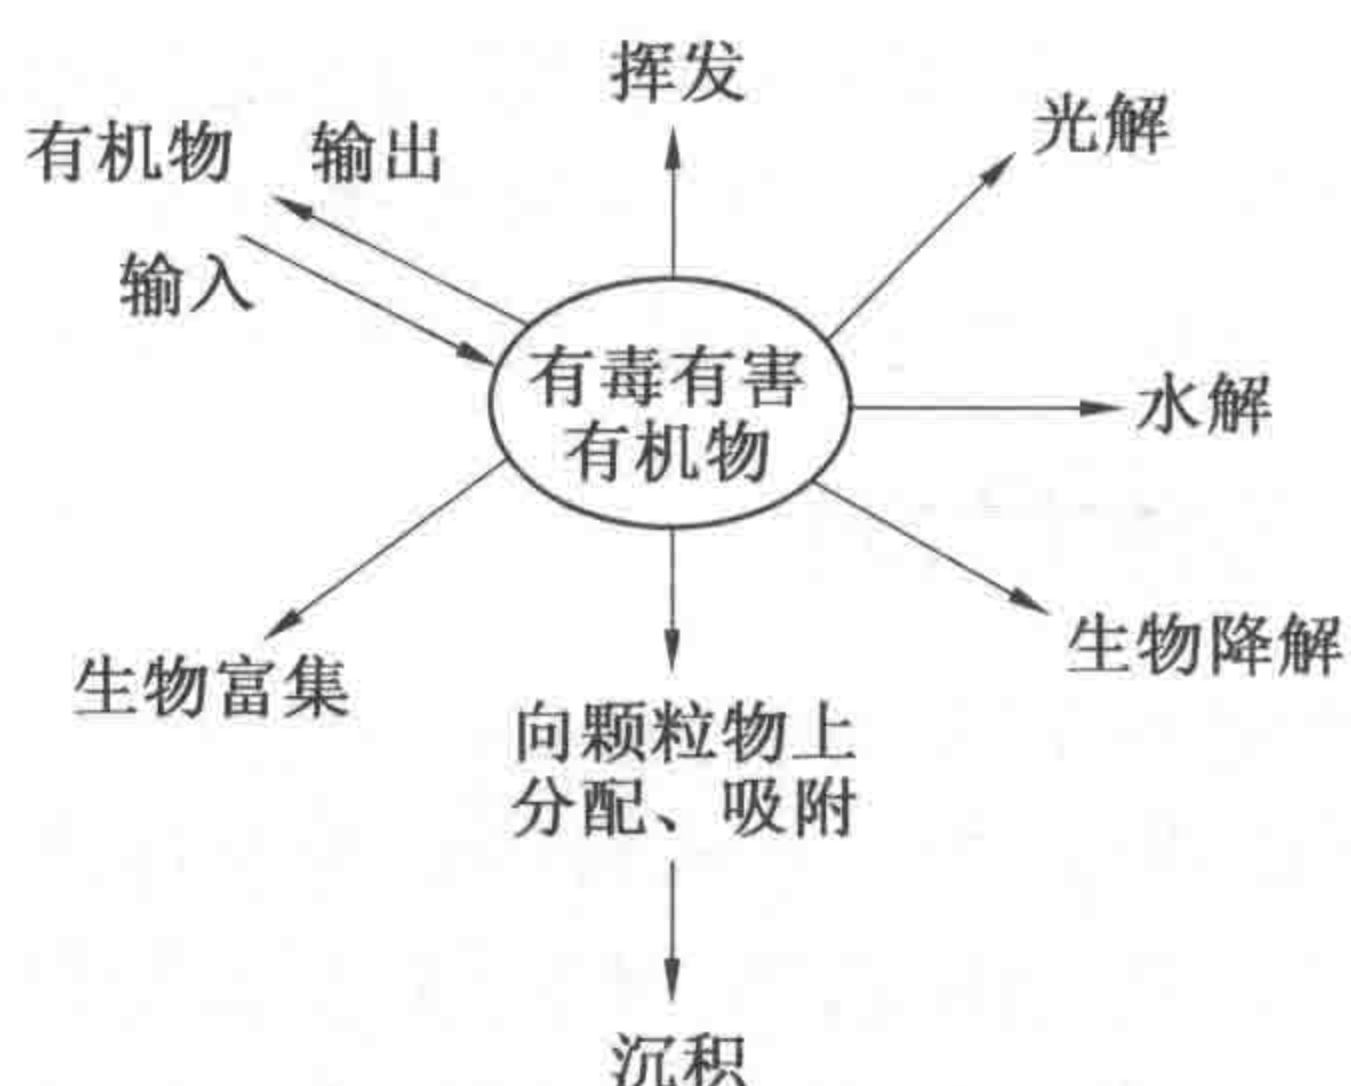 挥发
光解
有机物 输出
输入
有毒有害
有机物
水解
生物降解
生物富集
向颗粒物上
分配、吸附
沉积